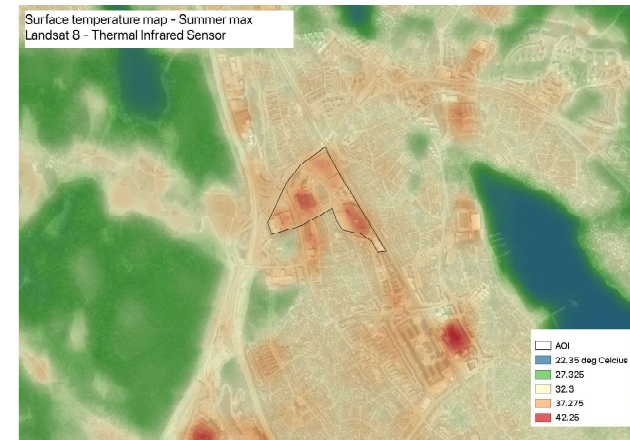 Surface temperature map - Summer max
Landsat 8 - Thermal Infrared Sensor
AOI
22.35 deg Celcius
27.325
32.3
37.275
42.25